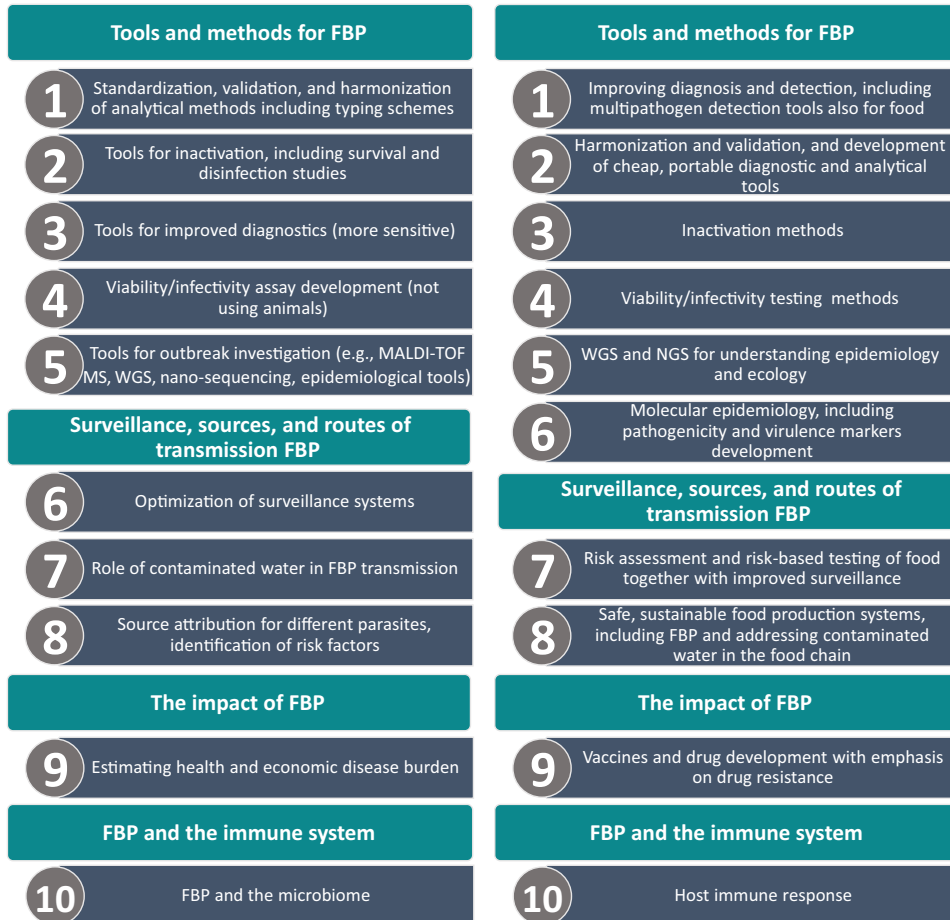 Tools and methods for FBP
1
Standardization, validation, and harmonization
of analytical methods including typing schemes
2
Tools for inactivation, including survival and
disinfection studies
3
Tools for improved diagnostics (more sensitive)
4
Viability/infectivity assay development (not
using animals)
5
Tools for outbreak investigation (e.g., MALDI-TOF
MS, WGS, nano-sequencing, epidemiological tools)
Surveillance, sources, and routes of
transmission FBP
6
Optimization of surveillance systems
7
Role of contaminated water in FBP transmission
8
Source attribution for different parasites,
identification of risk factors
The impact of FBP
9
Estimating health and economic disease burden
FBP and the immune system
10
FBP and the microbiome
Tools and methods for FBP
1
Improving diagnosis and detection, including
multipathogen detection tools also for food
2
Harmonization and validation, and development
of cheap, portable diagnostic and analytical
tools
3
Inactivation methods
4
Viability/infectivity testing methods
5
WGS and NGS for understanding epidemiology
and ecology
6
Molecular epidemiology, including
pathogenicity and virulence markers
development
Surveillance, sources, and routes of
transmission FBP
7
Risk assessment and risk-based testing of food
together with improved surveillance
8
Safe, sustainable food production systems,
including FBP and addressing contaminated
water in the food chain
The impact of FBP
9
Vaccines and drug development with emphasis
on drug resistance
FBP and the immune system
10
Host immune response